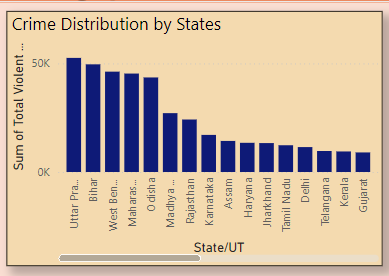 Crime Distribution by States
Sum of Total Violent ...
50K
0K
Uttar Pra...
Bihar
West Ben...
Maharas...
Odisha
Madhya ...
Rajasthan
Karnataka
Assam
Haryana
Jharkhand
Tamil Nadu
Delhi
Telangana
Kerala
Gujarat
State/UT